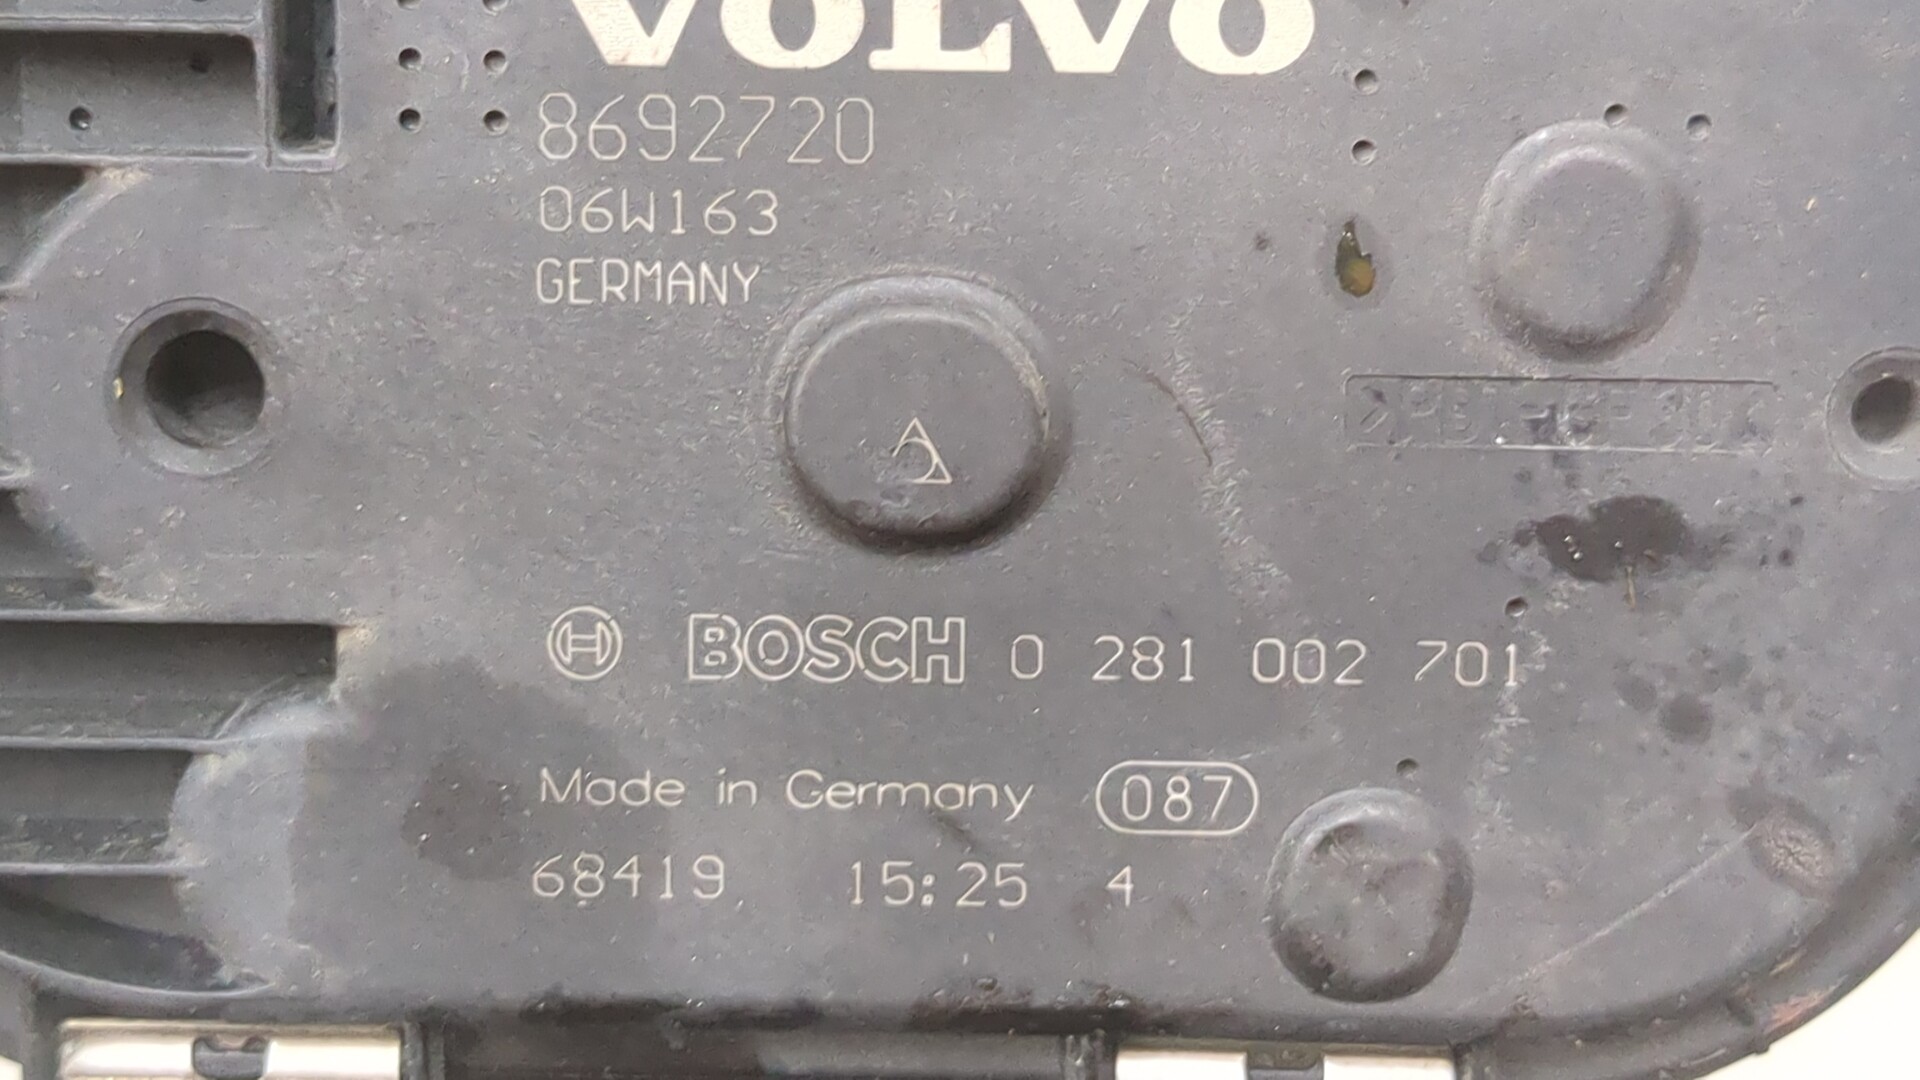 VOLVO
8692720
06W163
GERMANY
BOSCH 0 281 002 701
Made in Germany 087
68419 15:25 4